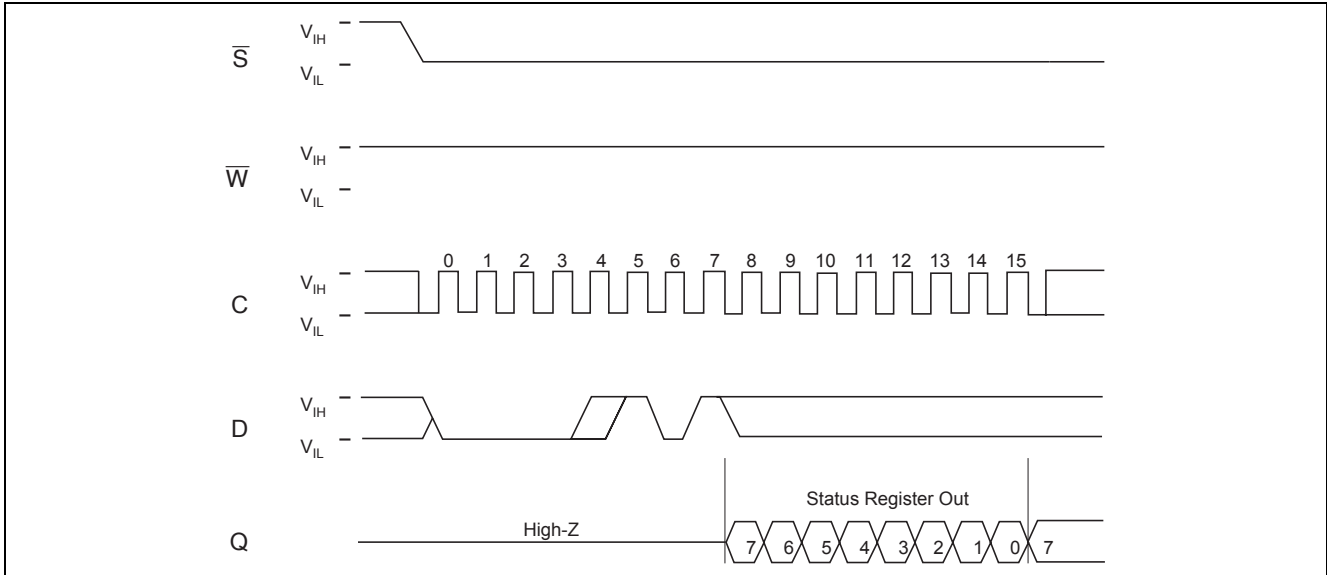 S̅
V_IH
V_IL
W̅
V_IH
V_IL
C
V_IH
V_IL
0 1 2 3 4 5 6 7 8 9 10 11 12 13 14 15
D
V_IH
V_IL
Q
High-Z
Status Register Out
7 6 5 4 3 2 1 0 7